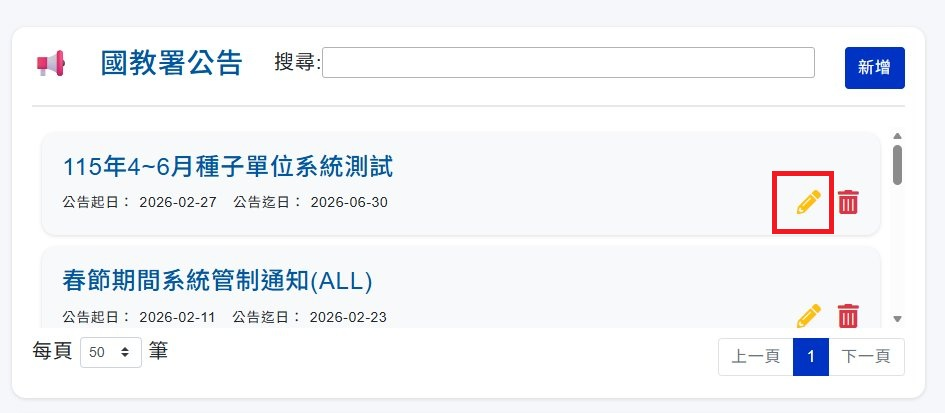 國教署公告 搜尋: 新增
115年4~6月種子單位系統測試
公告起日： 2026-02-27 公告迄日： 2026-06-30
春節期間系統管制通知(ALL)
公告起日： 2026-02-11 公告迄日： 2026-02-23
每頁 50 筆 上一頁 1 下一頁